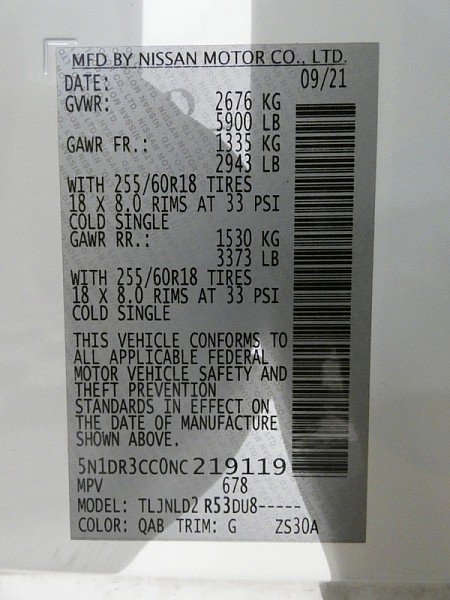 MFD BY NISSAN MOTOR CO., LTD.
DATE: 09/21
GVWR: 2676 KG
5900 LB
GAWR FR.: 1335 KG
2943 LB
WITH 255/60R18 TIRES
18 X 8.0 RIMS AT 33 PSI
COLD SINGLE
GAWR RR.: 1530 KG
3373 LB
WITH 255/60R18 TIRES
18 X 8.0 RIMS AT 33 PSI
COLD SINGLE
THIS VEHICLE CONFORMS TO
ALL APPLICABLE FEDERAL
MOTOR VEHICLE SAFETY AND
THEFT PREVENTION
STANDARDS IN EFFECT ON
THE DATE OF MANUFACTURE
SHOWN ABOVE.
5N1DR3CC0NC219119
MPV 678
MODEL: TLJNLD2 R53DU8-----
COLOR: QAB TRIM: G ZS30A